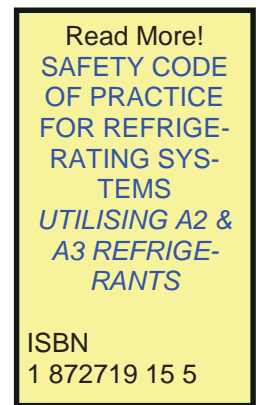 Read More!
SAFETY CODE
OF PRACTICE
FOR REFRIGE-
RATING SYS-
TEMS
UTILISING A2 &
A3 REFRIGE-
RANTS
ISBN
1 872719 15 5